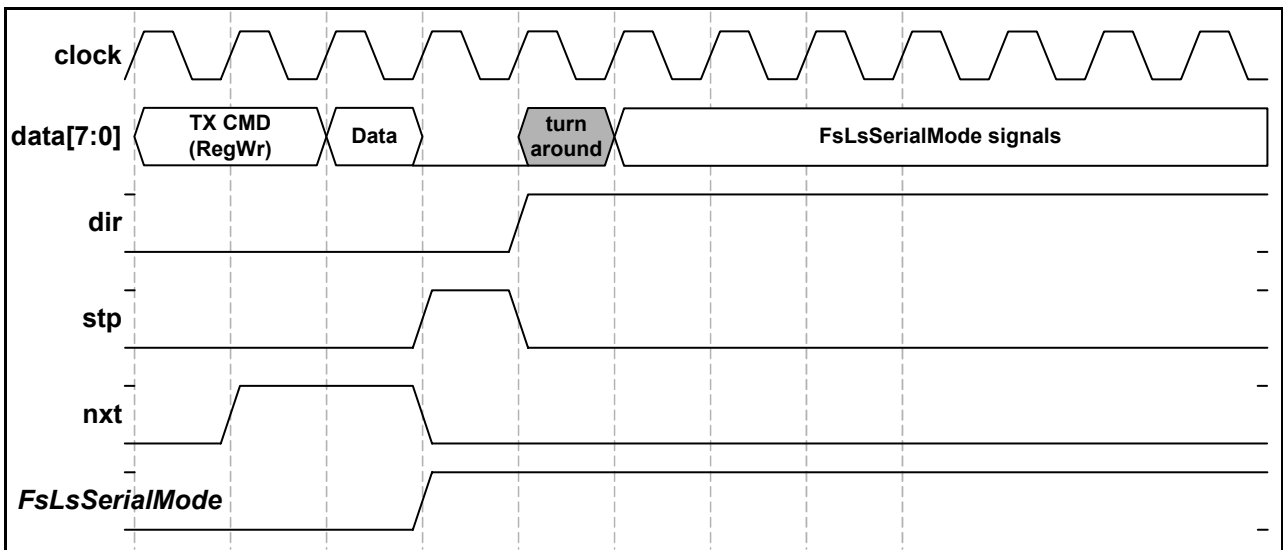 clock
data[7:0]
TX CMD
(RegWr)
Data
turn
around
FsLsSerialMode signals
dir
stp
nxt
FsLsSerialMode